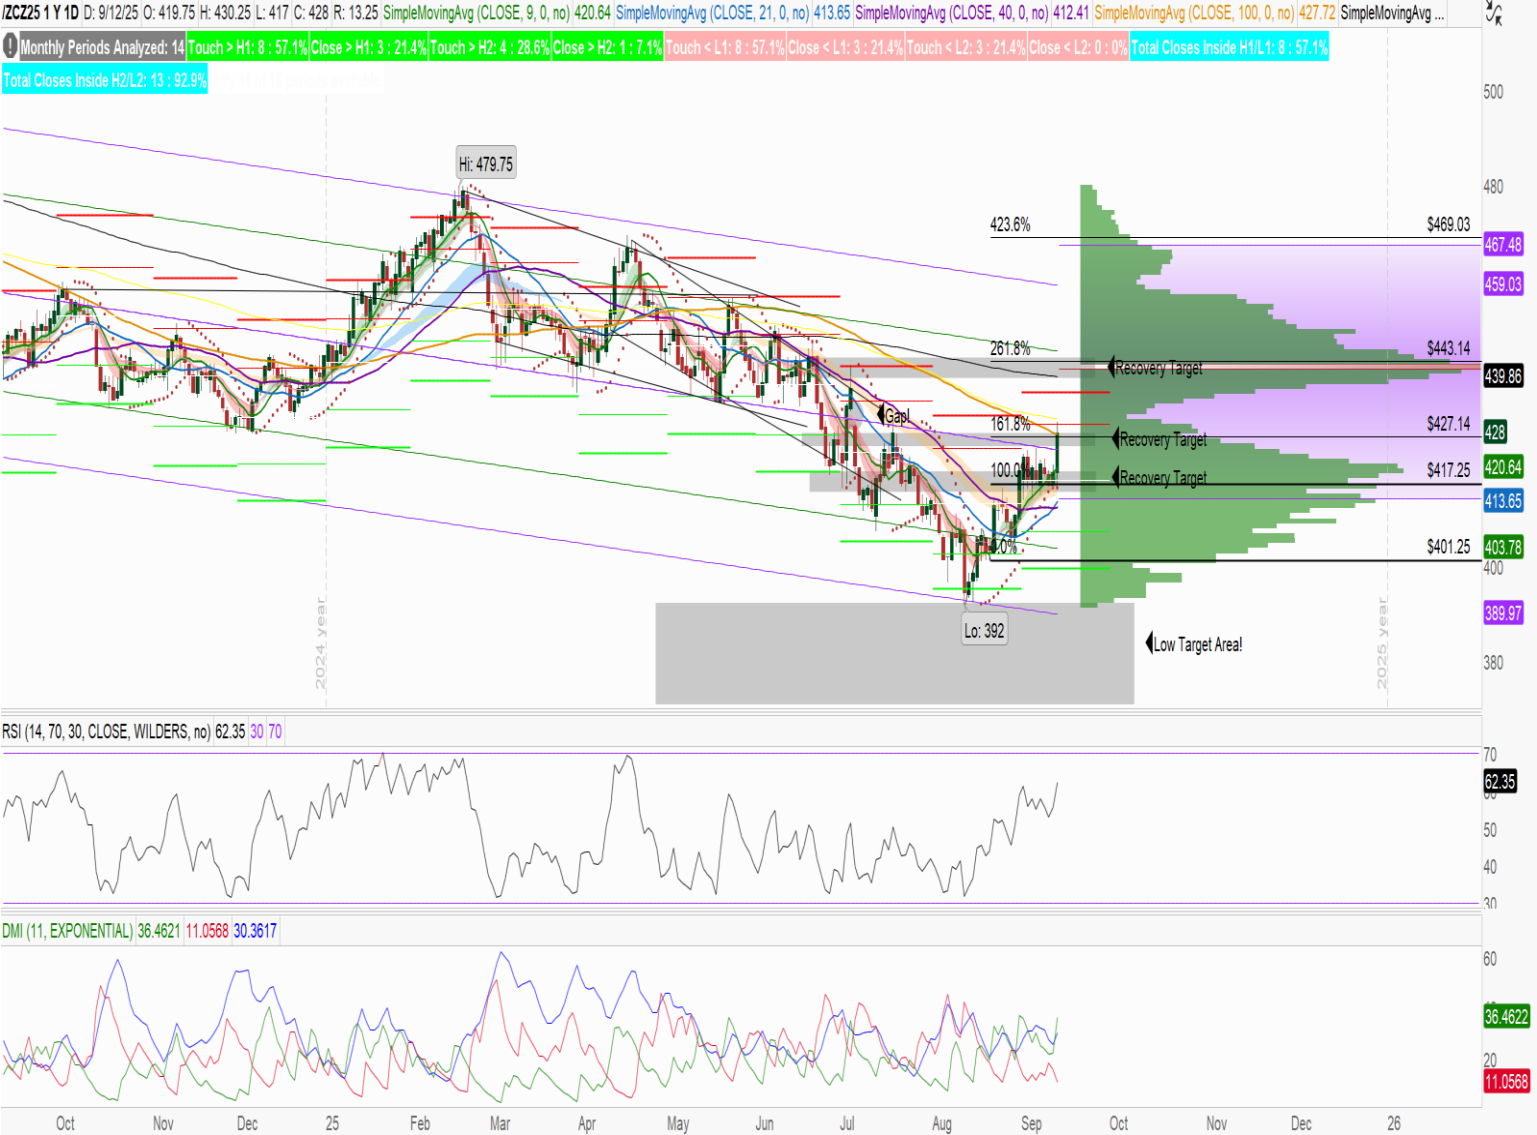 /ZCZ25 1 Y 1D D: 9/12/25 O: 419.75 H: 430.25 L: 417 C: 428 R: 13.25 SimpleMovingAvg (CLOSE, 9, 0, no) 420.64 SimpleMovingAvg (CLOSE, 21, 0, no) 413.65 SimpleMovingAvg (CLOSE, 40, 0, no) 412.41 SimpleMovingAvg (CLOSE, 100, 0, no) 427.72 SimpleMovingAvg ...
Monthly Periods Analyzed: 14 Touch > H1: 8 : 57.1% Close > H1: 3 : 21.4% Touch > H2: 4 : 28.6% Close > H2: 1 : 7.1% Touch < L1: 8 : 57.1% Close < L1: 3 : 21.4% Touch < L2: 3 : 21.4% Close < L2: 0 : 0% Total Closes Inside H1/L1: 8 : 57.1%
Total Closes Inside H2/L2: 13 : 92.9%
500
Hi: 479.75
480
423.6% $469.03
467.48
459.03
261.8% $443.14
Recovery Target
439.86
Gap!
161.8% $427.14
428
Recovery Target
420.64
100.0% $417.25
Recovery Target
413.65
0.0% $401.25
403.78
400
389.97
Lo: 392
Low Target Area!
380
2024 year
2025 year
RSI (14, 70, 30, CLOSE, WILDERS, no) 62.35 30 70
70
62.35
50
40
30
DMI (11, EXPONENTIAL) 36.4621 11.0568 30.3617
60
36.4622
20
11.0568
Oct Nov Dec 25 Feb Mar Apr May Jun Jul Aug Sep Oct Nov Dec 26